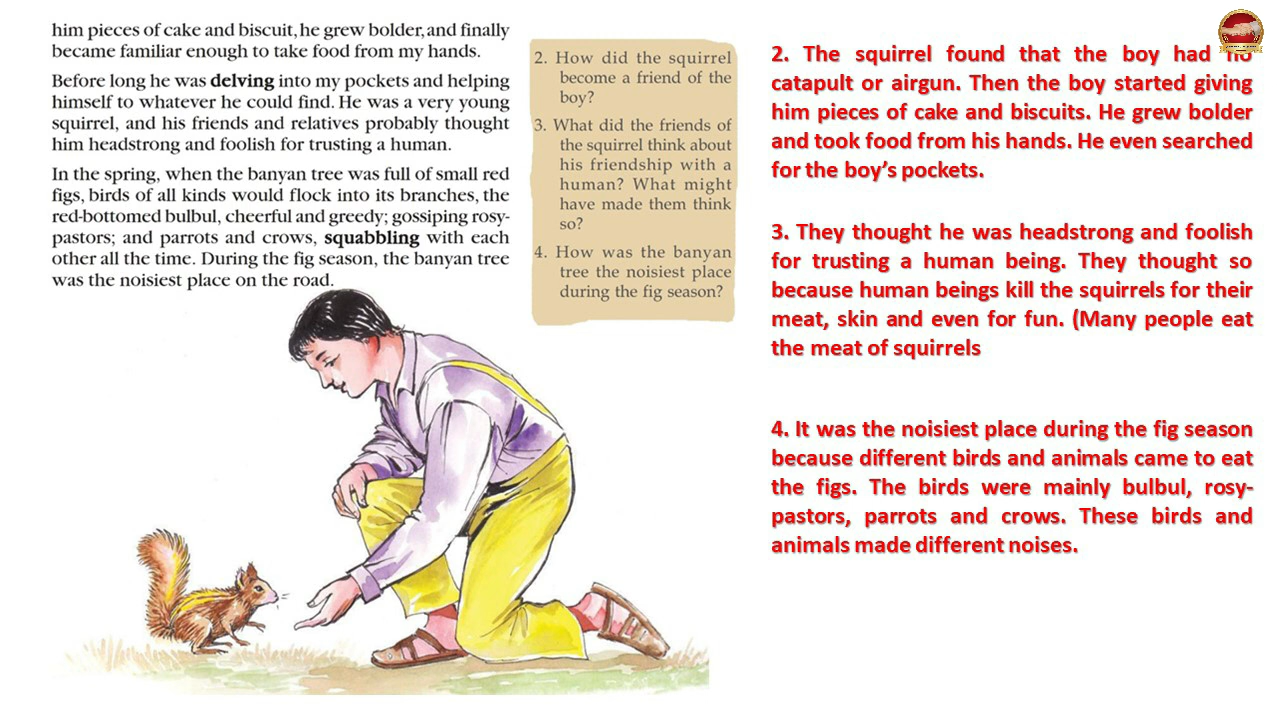 him pieces of cake and biscuit, he grew bolder, and finally
became familiar enough to take food from my hands.
Before long he was delving into my pockets and helping
himself to whatever he could find. He was a very young
squirrel, and his friends and relatives probably thought
him headstrong and foolish for trusting a human.
In the spring, when the banyan tree was full of small red
figs, birds of all kinds would flock into its branches, the
red-bottomed bulbul, cheerful and greedy; gossiping rosy-
pastors; and parrots and crows, squabbling with each
other all the time. During the fig season, the banyan tree
was the noisiest place on the road.
2. How did the squirrel
become a friend of the
boy?
3. What did the friends of
the squirrel think about
his friendship with a
human? What might
have made them think
so?
4. How was the banyan
tree the noisiest place
during the fig season?
2. The squirrel found that the boy had no
catapult or airgun. Then the boy started giving
him pieces of cake and biscuits. He grew bolder
and took food from his hands. He even searched
for the boy's pockets.
3. They thought he was headstrong and foolish
for trusting a human being. They thought so
because human beings kill the squirrels for their
meat, skin and even for fun. (Many people eat
the meat of squirrels
4. It was the noisiest place during the fig season
because different birds and animals came to eat
the figs. The birds were mainly bulbul, rosy-
pastors, parrots and crows. These birds and
animals made different noises.